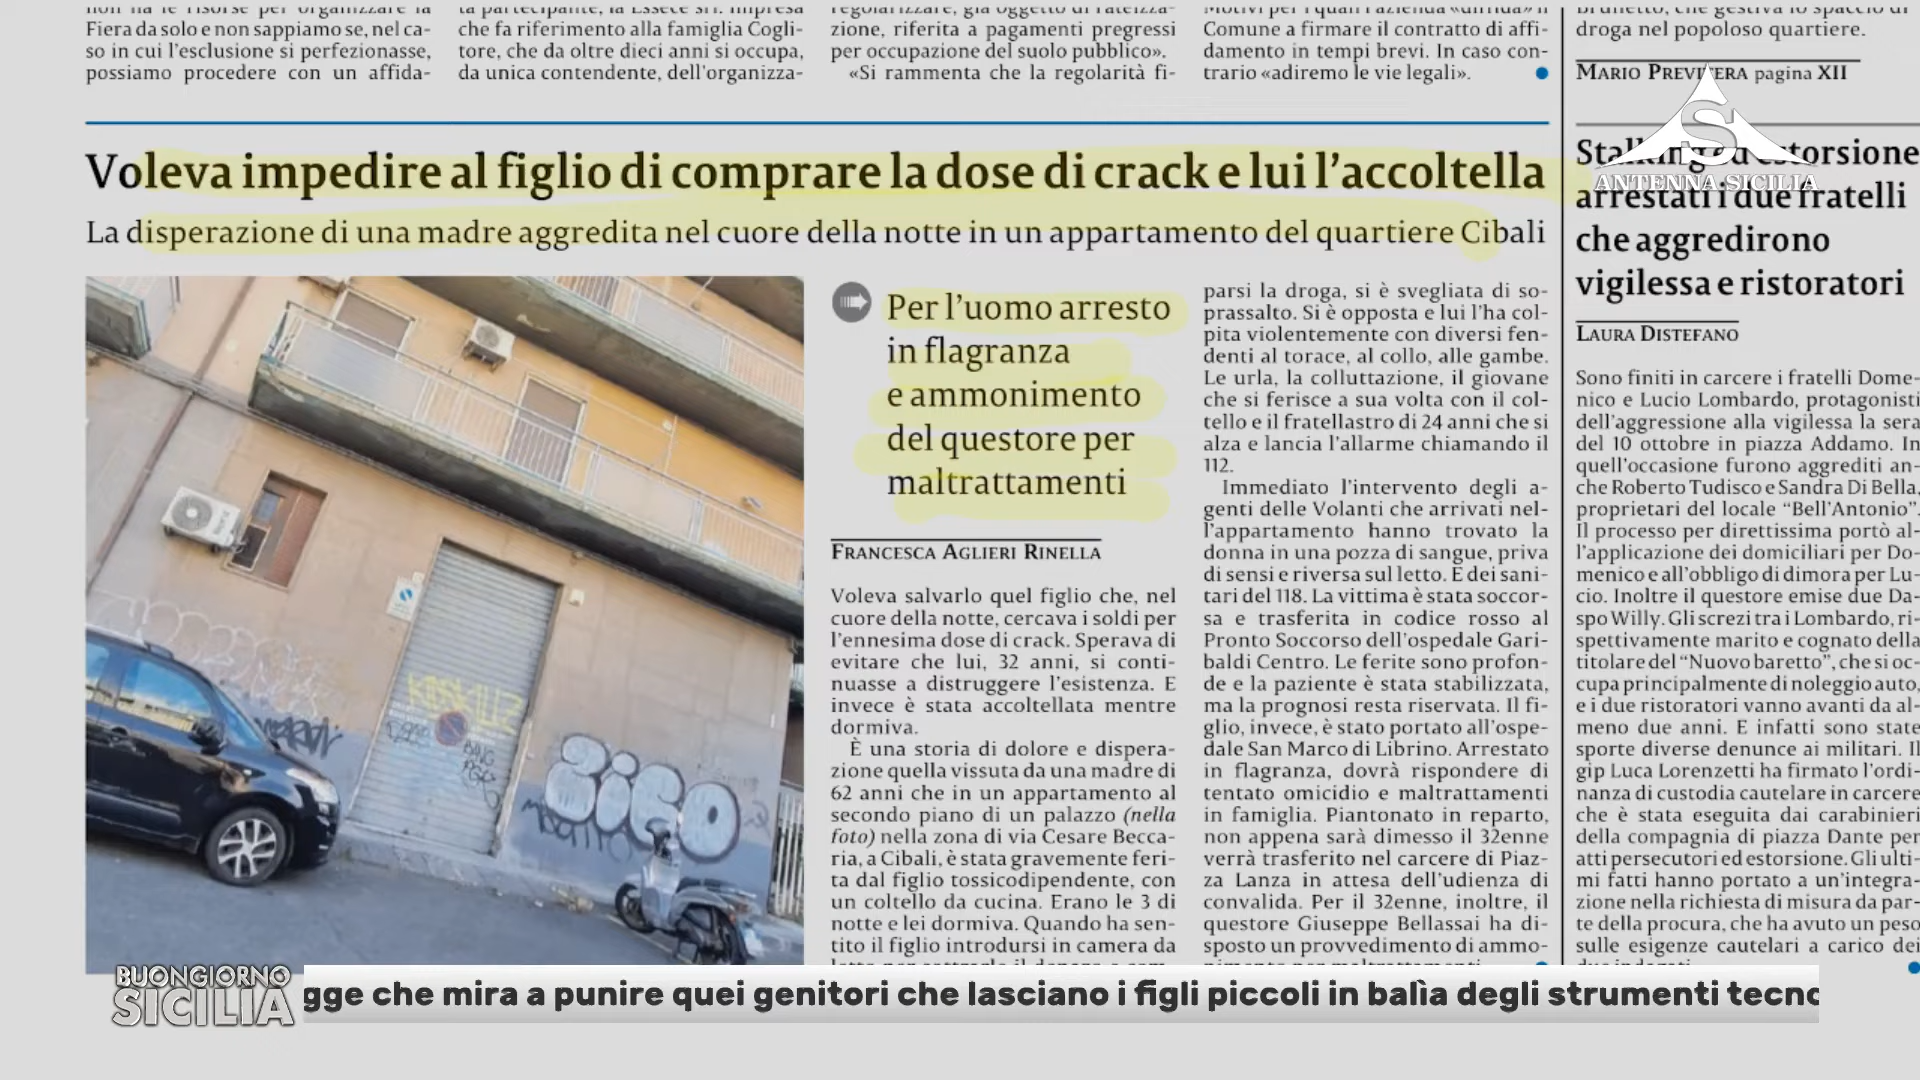 Fiera da solo e non sappiamo se, nel ca-
so in cui l'esclusione si perfezionasse,
possiamo procedere con un affida-
che fa riferimento alla famiglia Cogli-
tore, che da oltre dieci anni si occupa,
da unica contendente, dell'organizza-
zione, riferita a pagamenti pregressi
per occupazione del suolo pubblico».
«Si rammenta che la regolarità fi-
Comune a firmare il contratto di affi-
damento in tempi brevi. In caso con-
trario «adiremo le vie legali».
droga nel popoloso quartiere.
MARIO PREVITERA pagina XII
Voleva impedire al figlio di comprare la dose di crack e lui l'accoltella
La disperazione di una madre aggredita nel cuore della notte in un appartamento del quartiere Cibali
Per l'uomo arresto
in flagranza
e ammonimento
del questore per
maltrattamenti
FRANCESCA AGLIERI RINELLA
Voleva salvarlo quel figlio che, nel
cuore della notte, cercava i soldi per
l'ennesima dose di crack. Sperava di
evitare che lui, 32 anni, si conti-
nuasse a distruggere l'esistenza. E
invece è stata accoltellata mentre
dormiva.
È una storia di dolore e dispera-
zione quella vissuta da una madre di
62 anni che in un appartamento al
secondo piano di un palazzo (nella
foto) nella zona di via Cesare Becca-
ria, a Cibali, è stata gravemente feri-
ta dal figlio tossicodipendente, con
un coltello da cucina. Erano le 3 di
notte e lei dormiva. Quando ha sen-
tito il figlio introdursi in camera da
parsi la droga, si è svegliata di so-
prassalto. Si è opposta e lui l'ha col-
pita violentemente con diversi fen-
denti al torace, al collo, alle gambe.
Le urla, la colluttazione, il giovane
che si ferisce a sua volta con il col-
tello e il fratellastro di 24 anni che si
alza e lancia l'allarme chiamando il
112.
Immediato l'intervento degli a-
genti delle Volanti che arrivati nel-
l'appartamento hanno trovato la
donna in una pozza di sangue, priva
di sensi e riversa sul letto. E dei sani-
tari del 118. La vittima è stata soccor-
sa e trasferita in codice rosso al
Pronto Soccorso dell'ospedale Gari-
baldi Centro. Le ferite sono profon-
de e la paziente è stata stabilizzata,
ma la prognosi resta riservata. Il fi-
glio, invece, è stato portato all'ospe-
dale San Marco di Librino. Arrestato
in flagranza, dovrà rispondere di
tentato omicidio e maltrattamenti
in famiglia. Piantonato in reparto,
non appena sarà dimesso il 32enne
verrà trasferito nel carcere di Piaz-
za Lanza in attesa dell'udienza di
convalida. Per il 32enne, inoltre, il
questore Giuseppe Bellassai ha di-
sposto un provvedimento di ammo-
Stalking ed estorsione
arrestati i due fratelli
che aggredirono
vigilessa e ristoratori
LAURA DISTEFANO
Sono finiti in carcere i fratelli Dome-
nico e Lucio Lombardo, protagonisti
dell'aggressione alla vigilessa la sera
del 10 ottobre in piazza Addamo. In
quell'occasione furono aggrediti an-
che Roberto Tudisco e Sandra Di Bella,
proprietari del locale “Bell'Antonio”.
Il processo per direttissima portò al-
l'applicazione dei domiciliari per Do-
menico e all'obbligo di dimora per Lu-
cio. Inoltre il questore emise due Da-
spo Willy. Gli screzi tra i Lombardo, ri-
spettivamente marito e cognato della
titolare del “Nuovo baretto”, che si oc-
cupa principalmente di noleggio auto,
e i due ristoratori vanno avanti da al-
meno due anni. E infatti sono state
sporte diverse denunce ai militari. Il
gip Luca Lorenzetti ha firmato l'ordi-
nanza di custodia cautelare in carcere
che è stata eseguita dai carabinieri
della compagnia di piazza Dante per
atti persecutori ed estorsione. Gli ulti-
mi fatti hanno portato a un'integra-
zione nella richiesta di misura da par-
te della procura, che ha avuto un peso
sulle esigenze cautelari a carico dei
ANTENNA SICILIA
BUONGIORNO
SICILIA
gge che mira a punire quei genitori che lasciano i figli piccoli in balìa degli strumenti tecno